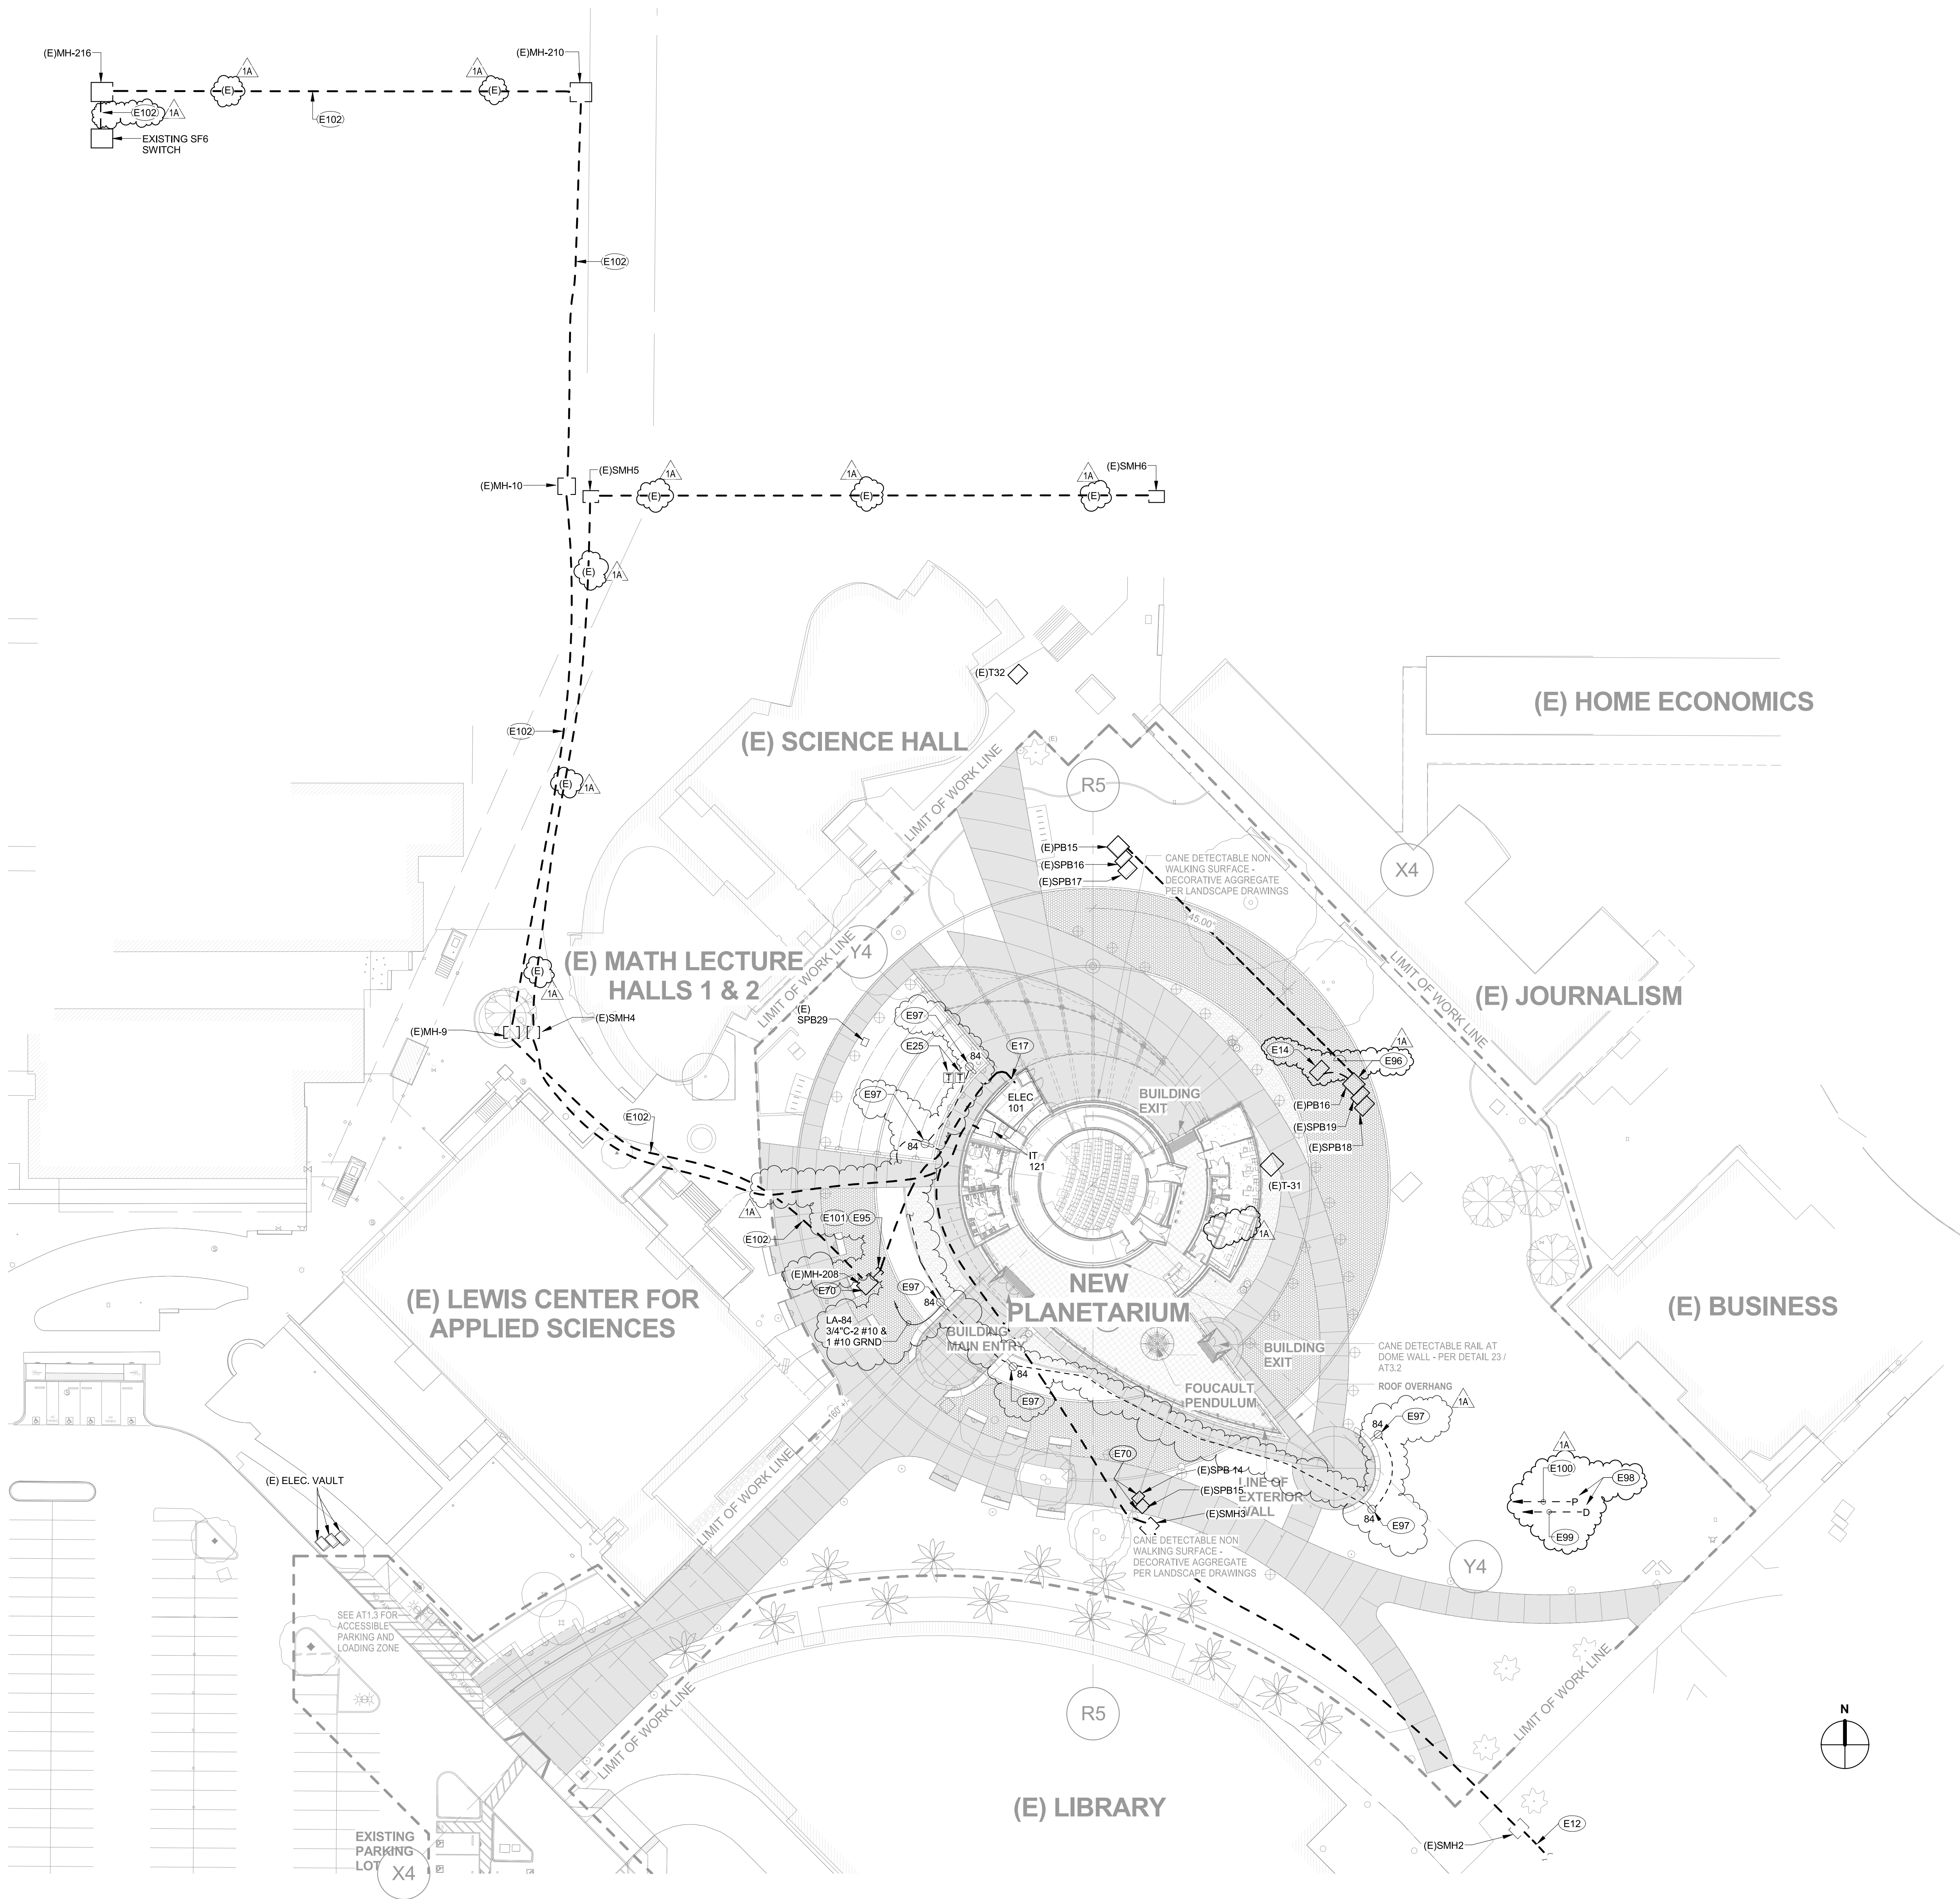 (E)MH-216
(E)MH-210
1A
1A
(E)
(E)
(E102)
1A
(E102)
EXISTING SF6
SWITCH
(E102)
(E)SMH5
1A
1A
1A
(E)SMH6
(E)MH-10
(E)
(E)
(E)
(E)
1A
(E)T32
(E) HOME ECONOMICS
(E102)
(E) SCIENCE HALL
(E)
LIMIT OF WORK LINE
(E)
1A
R5
(E)PB15
(E)SPB16
(E)SPB17
CANE DETECTABLE NON
WALKING SURFACE -
DECORATIVE AGGREGATE
PER LANDSCAPE DRAWINGS
X4
45.00°
LIMIT OF WORK LINE
Y4
(E) MATH LECTURE
HALLS 1 & 2
(E)
1A
LIMIT OF WORK LINE
(E) JOURNALISM
(E)MH-9
(E)SMH4
(E)
SPB29
E97
E25
84
T T
E17
E14
1A
E96
ELEC
101
E97
BUILDING
EXIT
(E)PB16
(E)SPB19
(E)SPB18
(E102)
84
IT
121
(E)T-31
1A
E101
E95
1A
(E102)
(E)MH-208
E70
E97
84
NEW
PLANETARIUM
(E) LEWIS CENTER FOR
APPLIED SCIENCES
LA-84
3/4"C-2 #10 &
1 #10 GRND
BUILDING
MAIN ENTRY
(E) BUSINESS
BUILDING
EXIT
CANE DETECTABLE RAIL AT
DOME WALL - PER DETAIL 23 /
AT3.2
84
E97
FOUCAULT
PENDULUM
ROOF OVERHANG
1A
84
E97
160' +/-
1A
E70
(E)SPB 14
(E)SPB15
(E)SMH3
LINE OF
EXTERIOR
WALL
(E100)
E98
P
D
E99
84
E97
(E) ELEC. VAULT
LIMIT OF WORK LINE
CANE DETECTABLE NON
WALKING SURFACE -
DECORATIVE AGGREGATE
PER LANDSCAPE DRAWINGS
Y4
SEE AT1.3 FOR
ACCESSIBLE
PARKING AND
LOADING ZONE
LIMIT OF WORK LINE
LIMIT OF WORK LINE
R5
N
(E) LIBRARY
E12
(E)SMH2
EXISTING
PARKING
LOT
X4